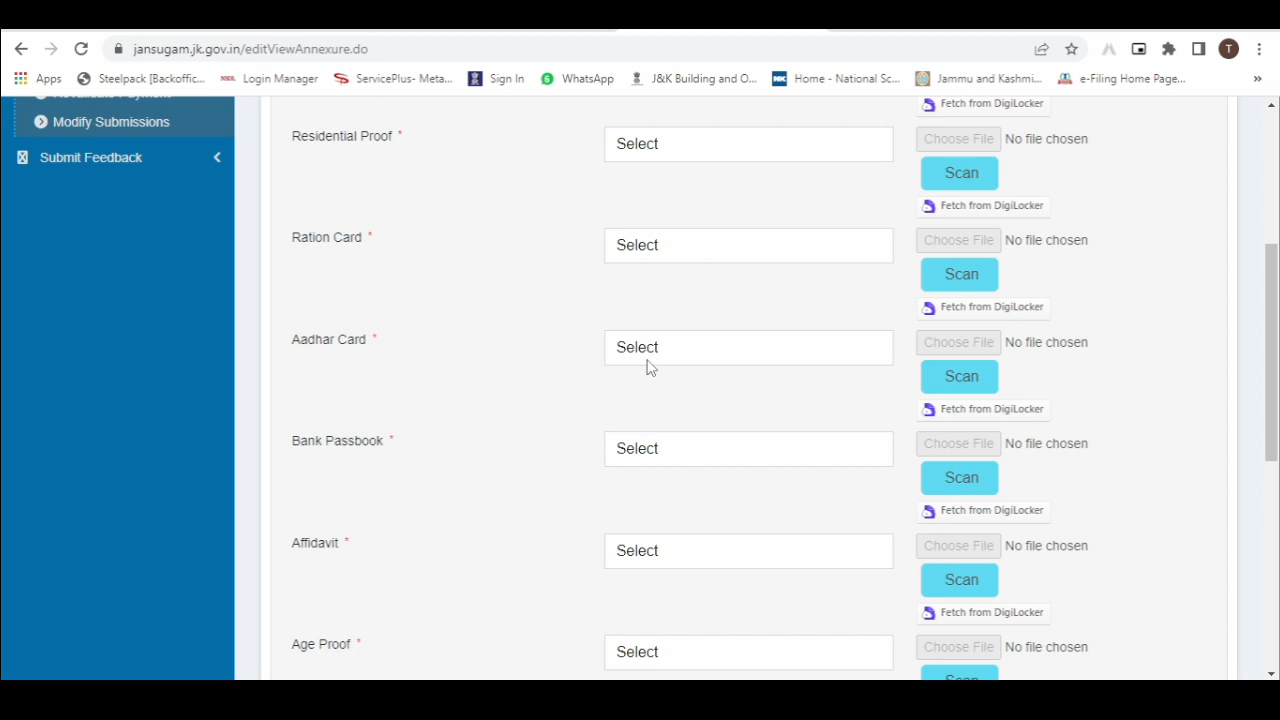 jansugam.jk.gov.in/editViewAnnexure.do
T
Apps
Steelpack [Backoffic...
NSDL
Login Manager
ServicePlus- Meta...
Sign In
WhatsApp
J&K Building and O...
Home - National Sc...
Jammu and Kashmi...
e-Filing Home Page...
»
Fetch from DigiLocker
Modify Submissions
Submit Feedback
Residential Proof *
Select
Choose File No file chosen
Scan
Fetch from DigiLocker
Ration Card *
Select
Choose File No file chosen
Scan
Fetch from DigiLocker
Aadhar Card *
Select
Choose File No file chosen
Scan
Fetch from DigiLocker
Bank Passbook *
Select
Choose File No file chosen
Scan
Fetch from DigiLocker
Affidavit *
Select
Choose File No file chosen
Scan
Fetch from DigiLocker
Age Proof *
Select
Choose File No file chosen
Scan